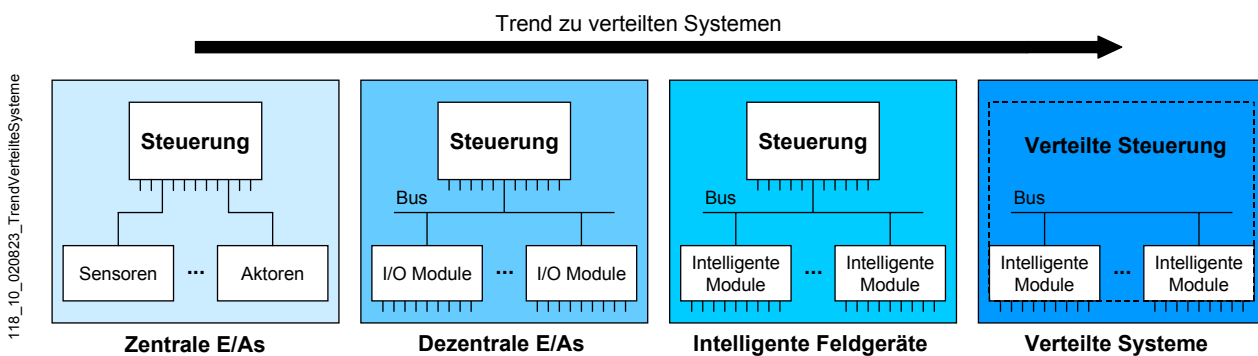 Trend zu verteilten Systemen
118_10_020823_TrendVerteilteSysteme
Steuerung
Sensoren
...
Aktoren
Zentrale E/As
Steuerung
Bus
I/O Module
...
I/O Module
Dezentrale E/As
Steuerung
Bus
Intelligente
Module
...
Intelligente
Module
Intelligente Feldgeräte
Verteilte Steuerung
Bus
Intelligente
Module
...
Intelligente
Module
Verteilte Systeme